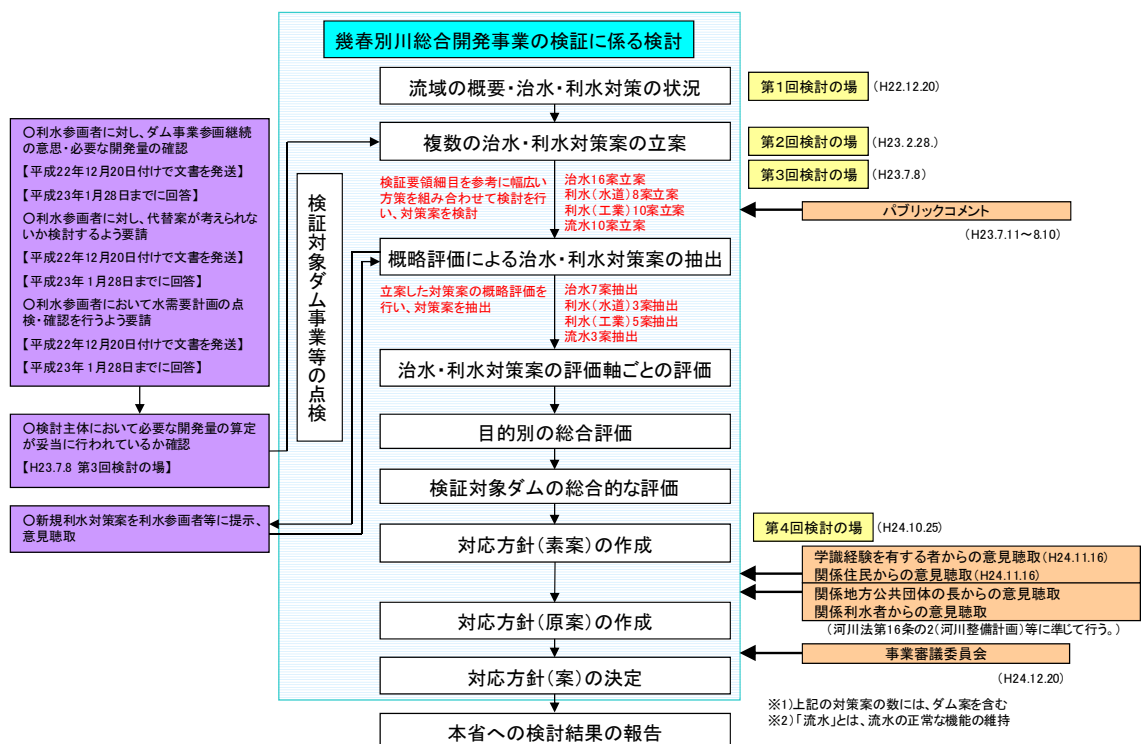 幾春別川総合開発事業の検証に係る検討
流域の概要・治水・利水対策の状況
第1回検討の場
(H22.12.20)
複数の治水・利水対策案の立案
第2回検討の場
(H23.2.28.)
第3回検討の場
(H23.7.8)
検証要領細目を参考に幅広い
方策を組み合わせて検討を行
い、対策案を検討
治水16案立案
利水(水道)8案立案
利水(工業)10案立案
流水10案立案
パブリックコメント
(H23.7.11～8.10)
概略評価による治水・利水対策案の抽出
立案した対策案の概略評価を
行い、対策案を抽出
治水7案抽出
利水(水道)3案抽出
利水(工業)5案抽出
流水3案抽出
治水・利水対策案の評価軸ごとの評価
目的別の総合評価
検証対象ダムの総合的な評価
対応方針(素案)の作成
第4回検討の場
(H24.10.25)
学識経験を有する者からの意見聴取(H24.11.16)
関係住民からの意見聴取(H24.11.16)
関係地方公共団体の長からの意見聴取
関係利水者からの意見聴取
(河川法第16条の2(河川整備計画)等に準じて行う。)
対応方針(原案)の作成
事業審議委員会
(H24.12.20)
対応方針(案)の決定
本省への検討結果の報告
※1)上記の対策案の数には、ダム案を含む
※2)「流水」とは、流水の正常な機能の維持
検証対象ダム事業等の点検
○利水参画者に対し、ダム事業参画継続
の意思・必要な開発量の確認
【平成22年12月20日付けで文書を発送】
【平成23年1月28日までに回答】
○利水参画者に対し、代替案が考えられな
いか検討するよう要請
【平成22年12月20日付けで文書を発送】
【平成23年1月28日までに回答】
○利水参画者において水需要計画の点
検・確認を行うよう要請
【平成22年12月20日付けで文書を発送】
【平成23年1月28日までに回答】
○検討主体において必要な開発量の算定
が妥当に行われているか確認
【H23.7.8 第3回検討の場】
○新規利水対策案を利水参画者等に提示、
意見聴取